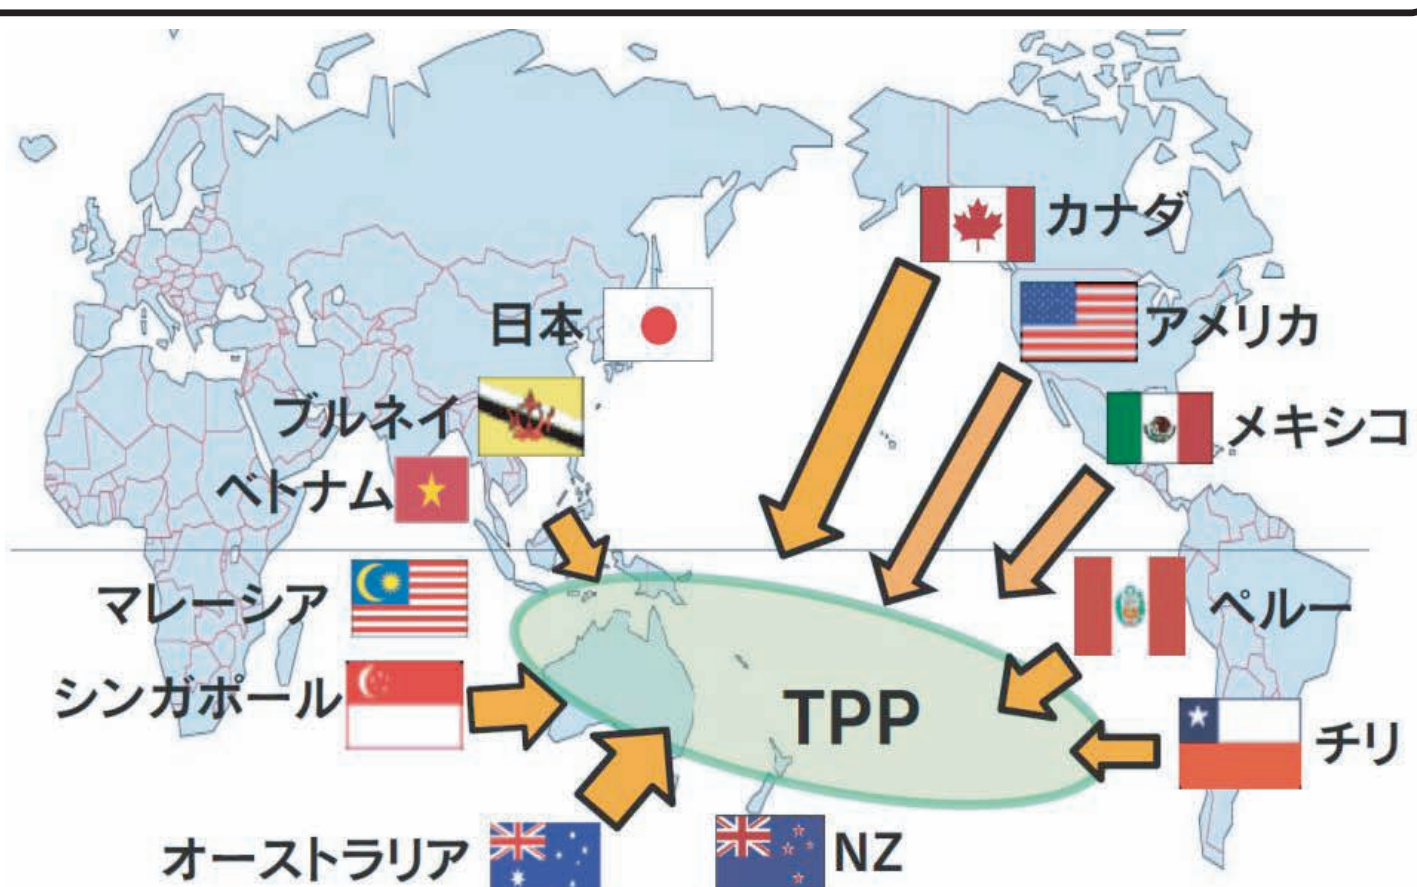 カナダ
日本
アメリカ
ブルネイ
メキシコ
ベトナム
マレーシア
ペルー
シンガポール
TPP
チリ
オーストラリア
NZ